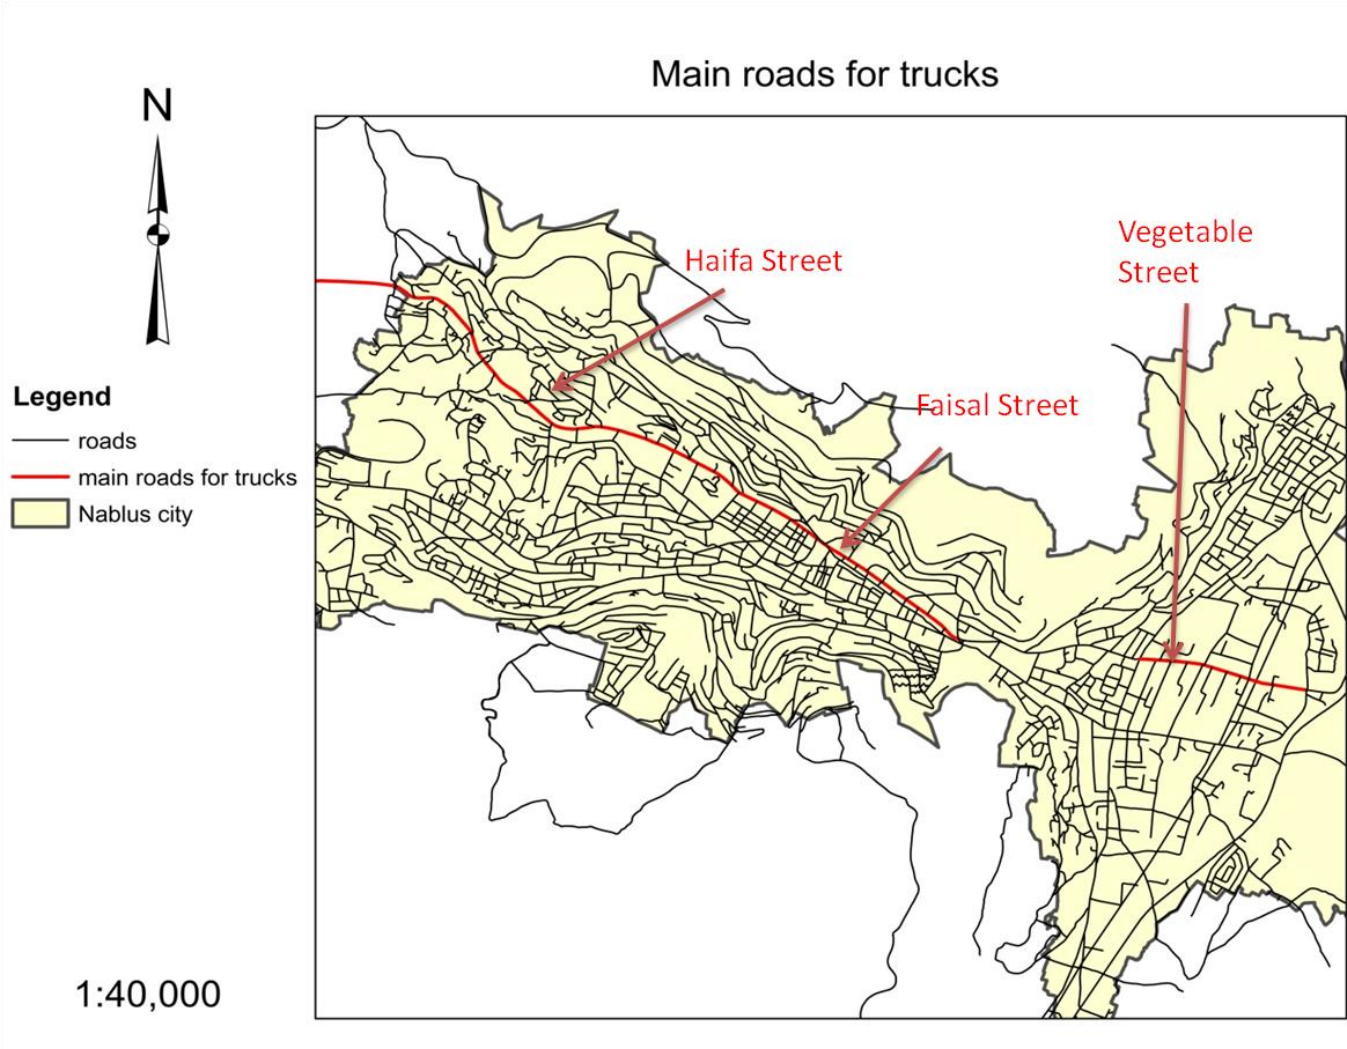 Main roads for trucks
N
Haifa Street
Vegetable
Street
Faisal Street
Legend
roads
main roads for trucks
Nablus city
1:40,000